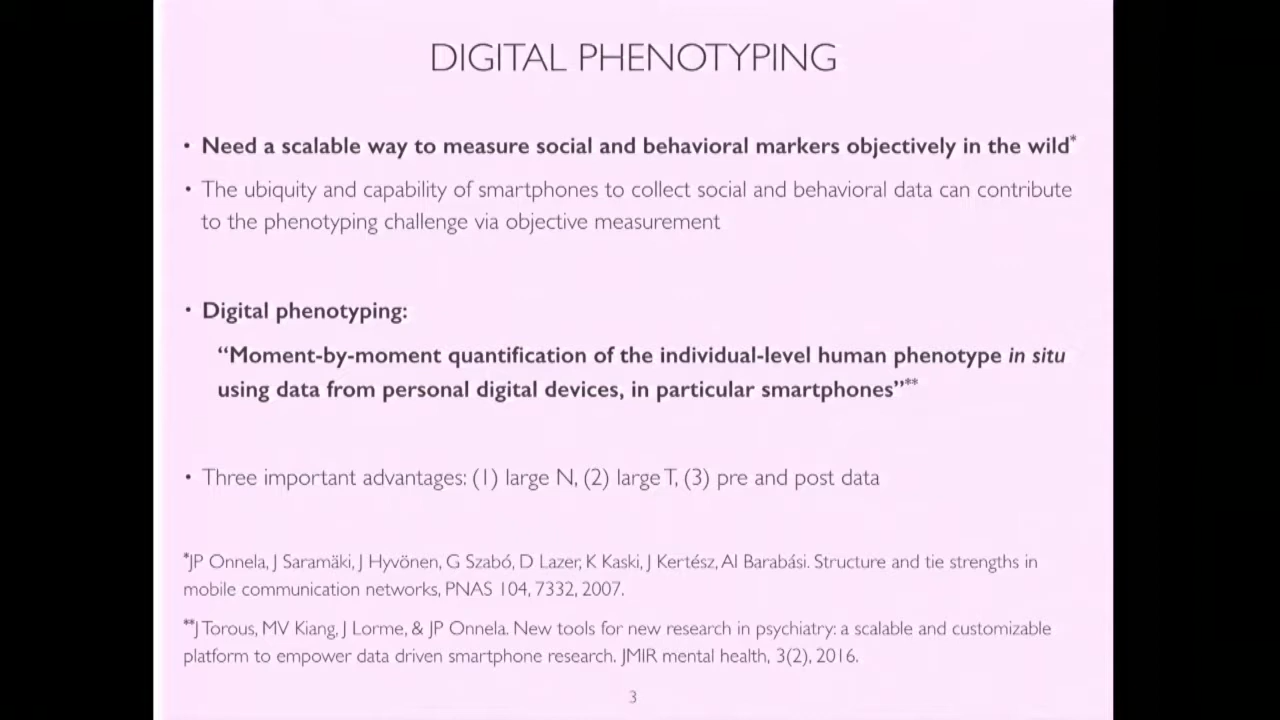 DIGITAL PHENOTYPING
• Need a scalable way to measure social and behavioral markers objectively in the wild*
• The ubiquity and capability of smartphones to collect social and behavioral data can contribute
to the phenotyping challenge via objective measurement
• Digital phenotyping:
“Moment-by-moment quantification of the individual-level human phenotype in situ
using data from personal digital devices, in particular smartphones”**
• Three important advantages: (1) large N, (2) large T, (3) pre and post data
*JP Onnela, J Saramäki, J Hyvönen, G Szabó, D Lazer, K Kaski, J Kertész, AI Barabási. Structure and tie strengths in
mobile communication networks, PNAS 104, 7332, 2007.
**J Torous, MV Kiang, J Lorme, & JP Onnela. New tools for new research in psychiatry: a scalable and customizable
platform to empower data driven smartphone research. JMIR mental health, 3(2), 2016.
3